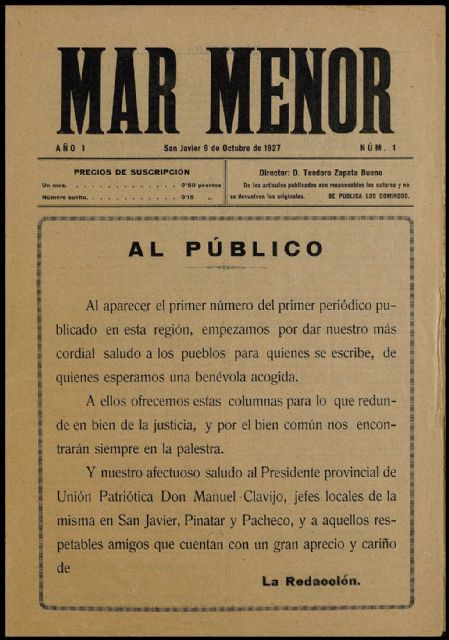 MAR MENOR
AÑO 1 San Javier 9 de Octubre de 1927 NÚM. 1
PRECIOS DE SUSCRIPCIÓN
Un mes. . . . . . . . . . . . . . 0'50 pesetas
Número suelto. . . . . . . . . . . . 0'15 „
Director: D. Teodoro Zapata Bueno
De los artículos publicados son responsables los autores y no
se devuelven los originales. SE PUBLICA LOS DOMINGOS.
AL PÚBLICO
Al aparecer el primer número del primer periódico pu-
blicado en esta región, empezamos por dar nuestro más
cordial saludo a los pueblos para quienes se escribe, de
quienes esperamos una benévola acogida.
A ellos ofrecemos estas columnas para lo que redun-
de en bien de la justicia, y por el bien común nos encon-
trarán siempre en la palestra.
Y nuestro afectuoso saludo al Presidente provincial de
Unión Patriótica Don Manuel Clavijo, jefes locales de la
misma en San Javier, Pinatar y Pacheco, y a aquellos res-
petables amigos que cuentan con un gran aprecio y cariño
de
La Redacción.